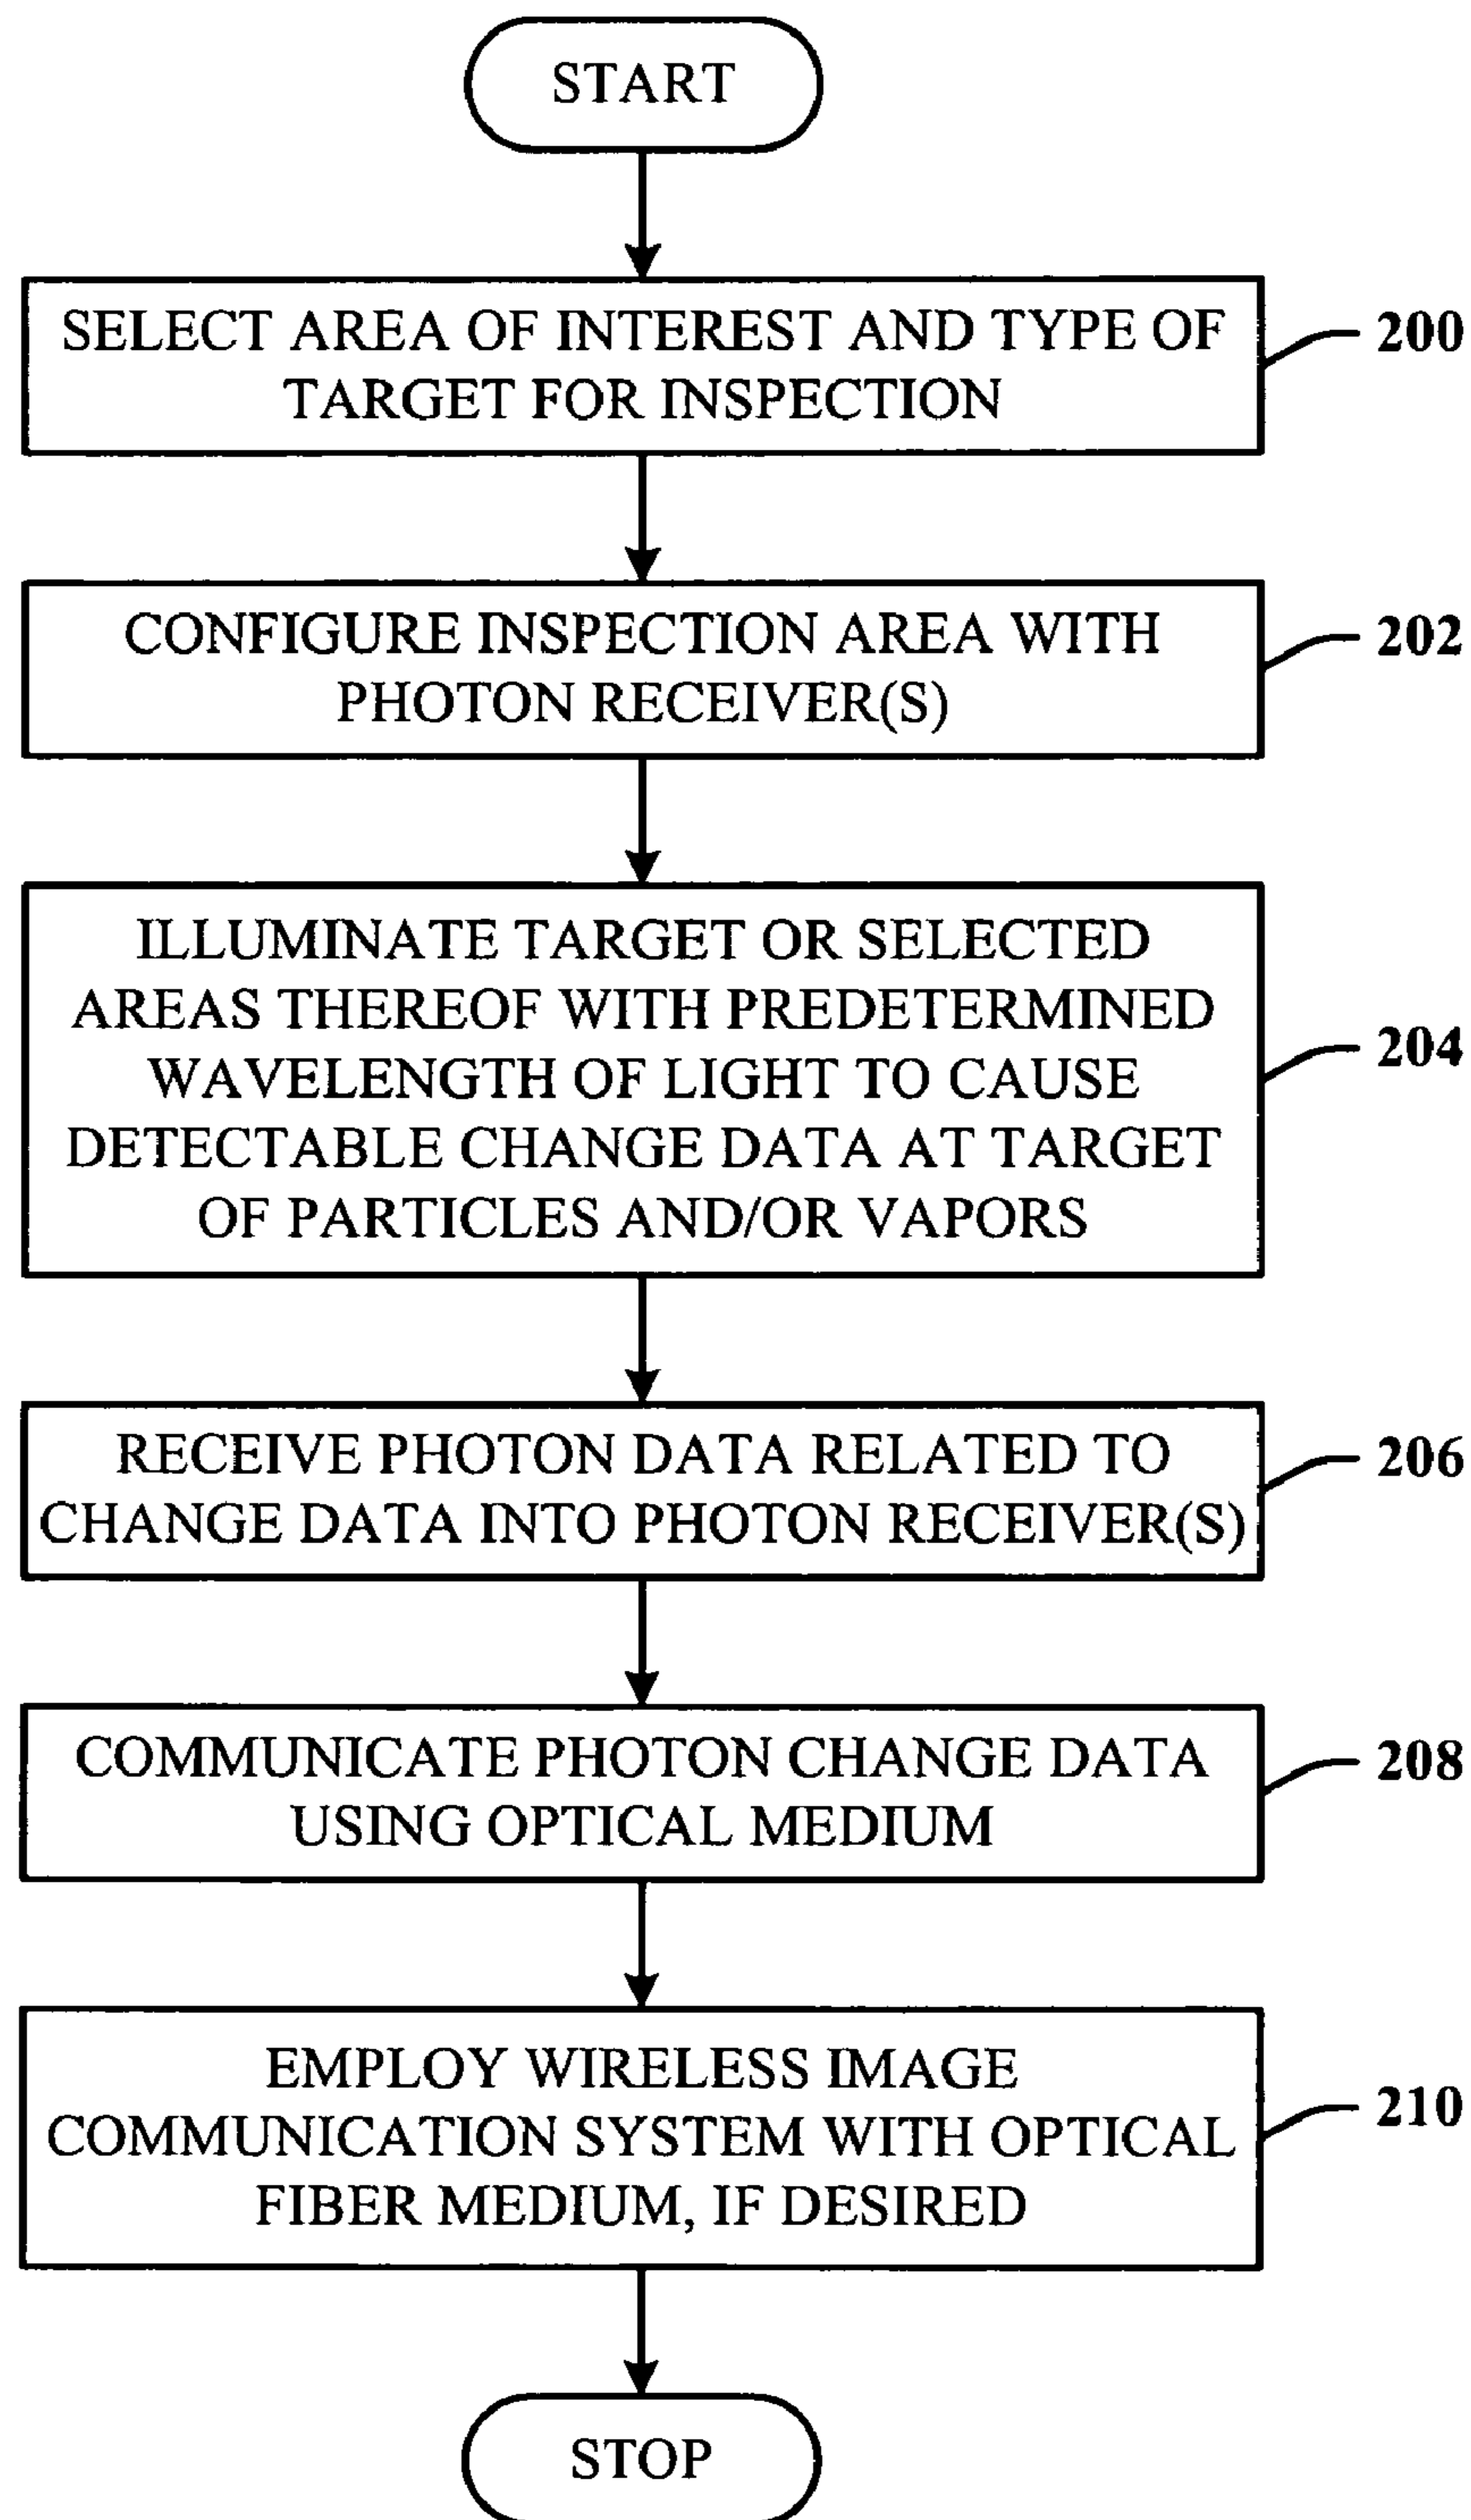 START
SELECT AREA OF INTEREST AND TYPE OF
TARGET FOR INSPECTION
200
CONFIGURE INSPECTION AREA WITH
PHOTON RECEIVER(S)
202
ILLUMINATE TARGET OR SELECTED
AREAS THEREOF WITH PREDETERMINED
WAVELENGTH OF LIGHT TO CAUSE
DETECTABLE CHANGE DATA AT TARGET
OF PARTICLES AND/OR VAPORS
204
RECEIVE PHOTON DATA RELATED TO
CHANGE DATA INTO PHOTON RECEIVER(S)
206
COMMUNICATE PHOTON CHANGE DATA
USING OPTICAL MEDIUM
208
EMPLOY WIRELESS IMAGE
COMMUNICATION SYSTEM WITH OPTICAL
FIBER MEDIUM, IF DESIRED
210
STOP